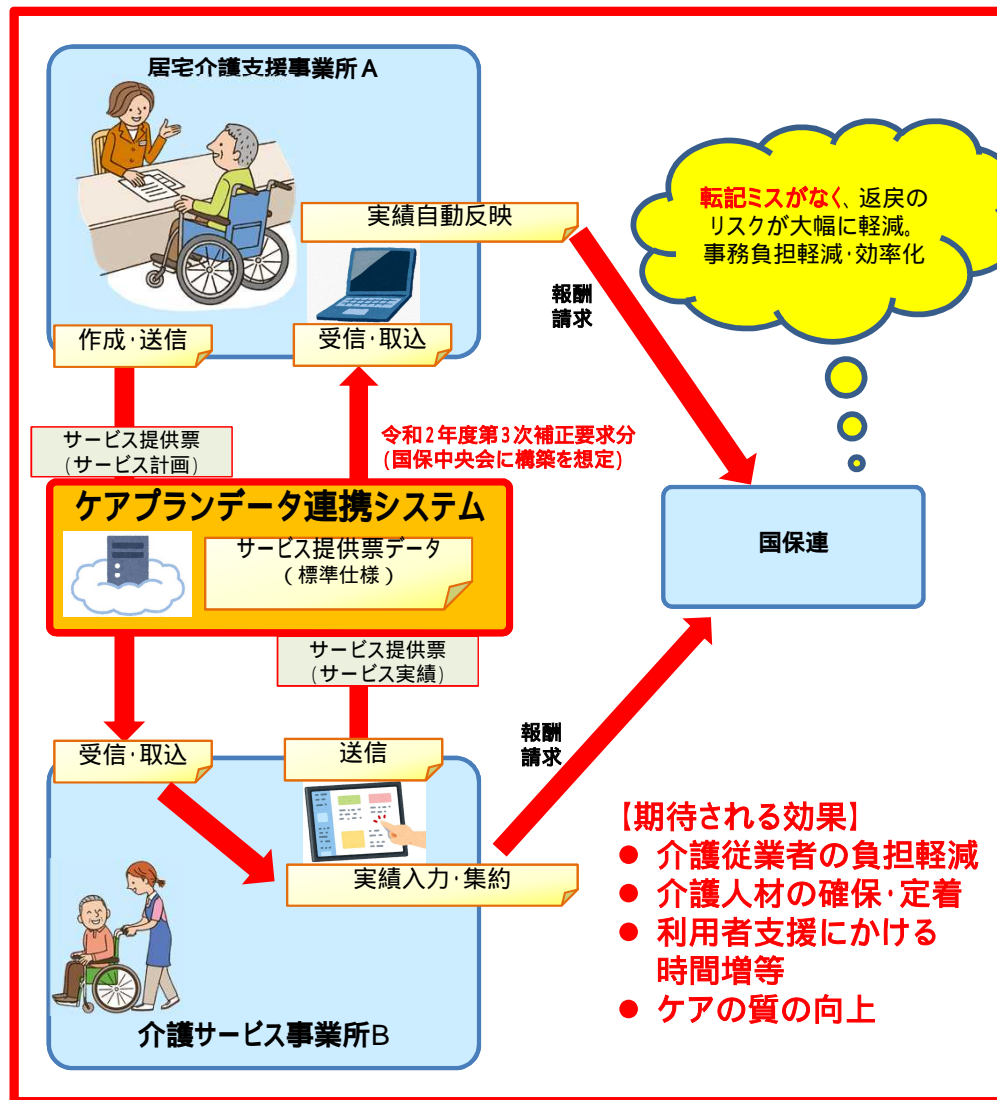 居宅介護支援事業所A
転記ミスがなく、返戻の
リスクが大幅に軽減。
事務負担軽減･効率化
実績自動反映
報酬
請求
作成･送信
受信･取込
サービス提供票
(サービス計画)
令和2年度第3次補正要求分
(国保中央会に構築を想定)
ケアプランデータ連携システム
サービス提供票データ
(標準仕様)
国保連
サービス提供票
(サービス実績)
受信･取込
送信
報酬
請求
実績入力･集約
介護サービス事業所B
【期待される効果】
● 介護従業者の負担軽減
● 介護人材の確保･定着
● 利用者支援にかける
時間増等
● ケアの質の向上